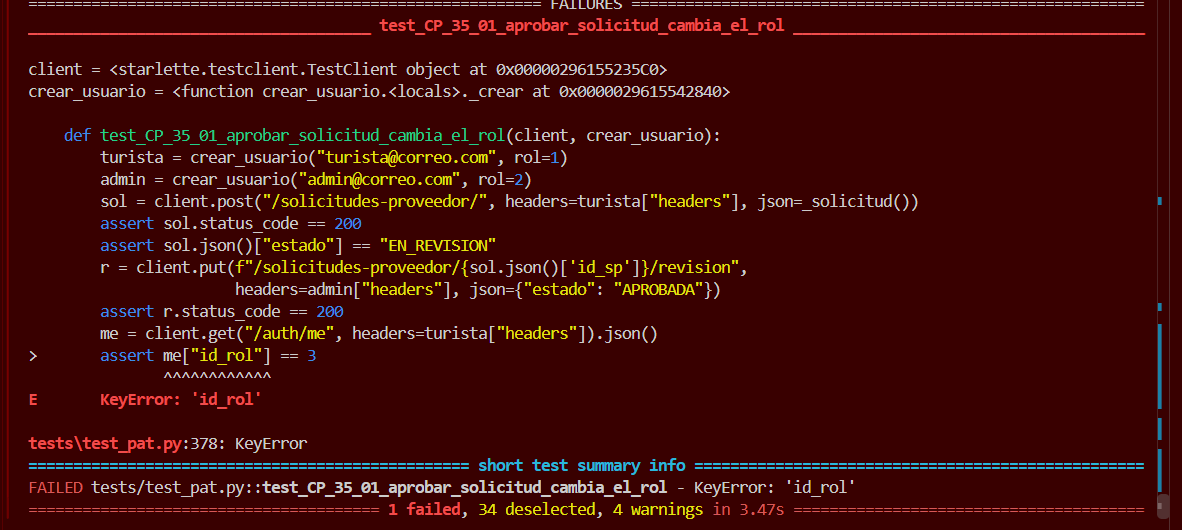 ========================================================= FAILURES =========================================================
______________________________________ test_CP_35_01_aprobar_solicitud_cambia_el_rol _______________________________________
client = <starlette.testclient.TestClient object at 0x00000296155235C0>
crear_usuario = <function crear_usuario.<locals>._crear at 0x0000029615542840>
def test_CP_35_01_aprobar_solicitud_cambia_el_rol(client, crear_usuario):
turista = crear_usuario("turista@correo.com", rol=1)
admin = crear_usuario("admin@correo.com", rol=2)
sol = client.post("/solicitudes-proveedor/", headers=turista["headers"], json=_solicitud())
assert sol.status_code == 200
assert sol.json()["estado"] == "EN_REVISION"
r = client.put(f"/solicitudes-proveedor/{sol.json()['id_sp']}/revision",
headers=admin["headers"], json={"estado": "APROBADA"})
assert r.status_code == 200
me = client.get("/auth/me", headers=turista["headers"]).json()
> assert me["id_rol"] == 3
^^^^^^^^^^^^
E KeyError: 'id_rol'
tests\test_pat.py:378: KeyError
================================================= short test summary info ==================================================
FAILED tests/test_pat.py::test_CP_35_01_aprobar_solicitud_cambia_el_rol - KeyError: 'id_rol'
======================================= 1 failed, 34 deselected, 4 warnings in 3.47s =======================================